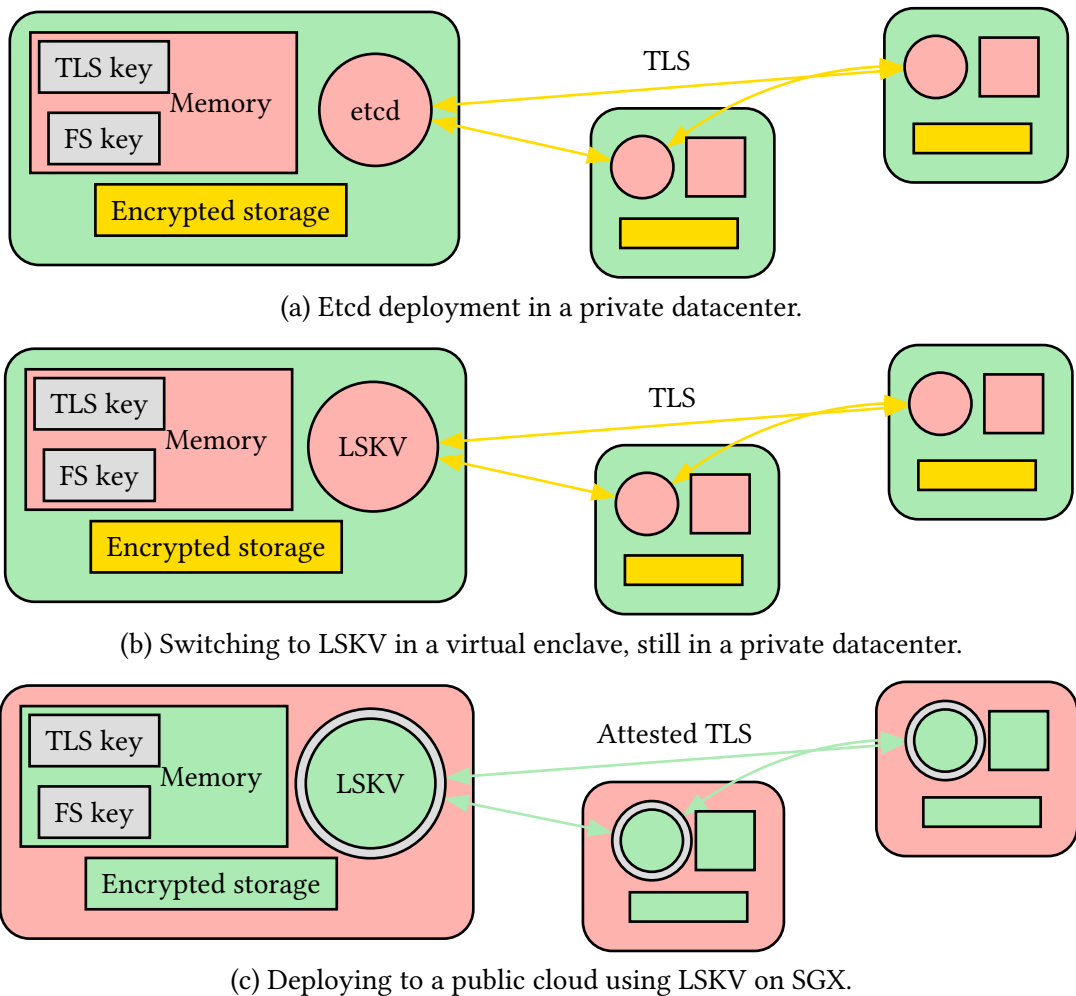 TLS key
Memory
FS key
etcd
Encrypted storage
TLS
(a) Etcd deployment in a private datacenter.
TLS key
Memory
FS key
LSKV
Encrypted storage
TLS
(b) Switching to LSKV in a virtual enclave, still in a private datacenter.
TLS key
Memory
FS key
LSKV
Encrypted storage
Attested TLS
(c) Deploying to a public cloud using LSKV on SGX.